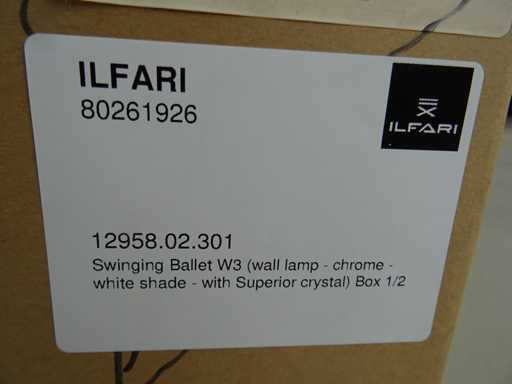 ILFARI
80261926
ILFARI
12958.02.301
Swinging Ballet W3 (wall lamp - chrome -
white shade - with Superior crystal) Box 1/2